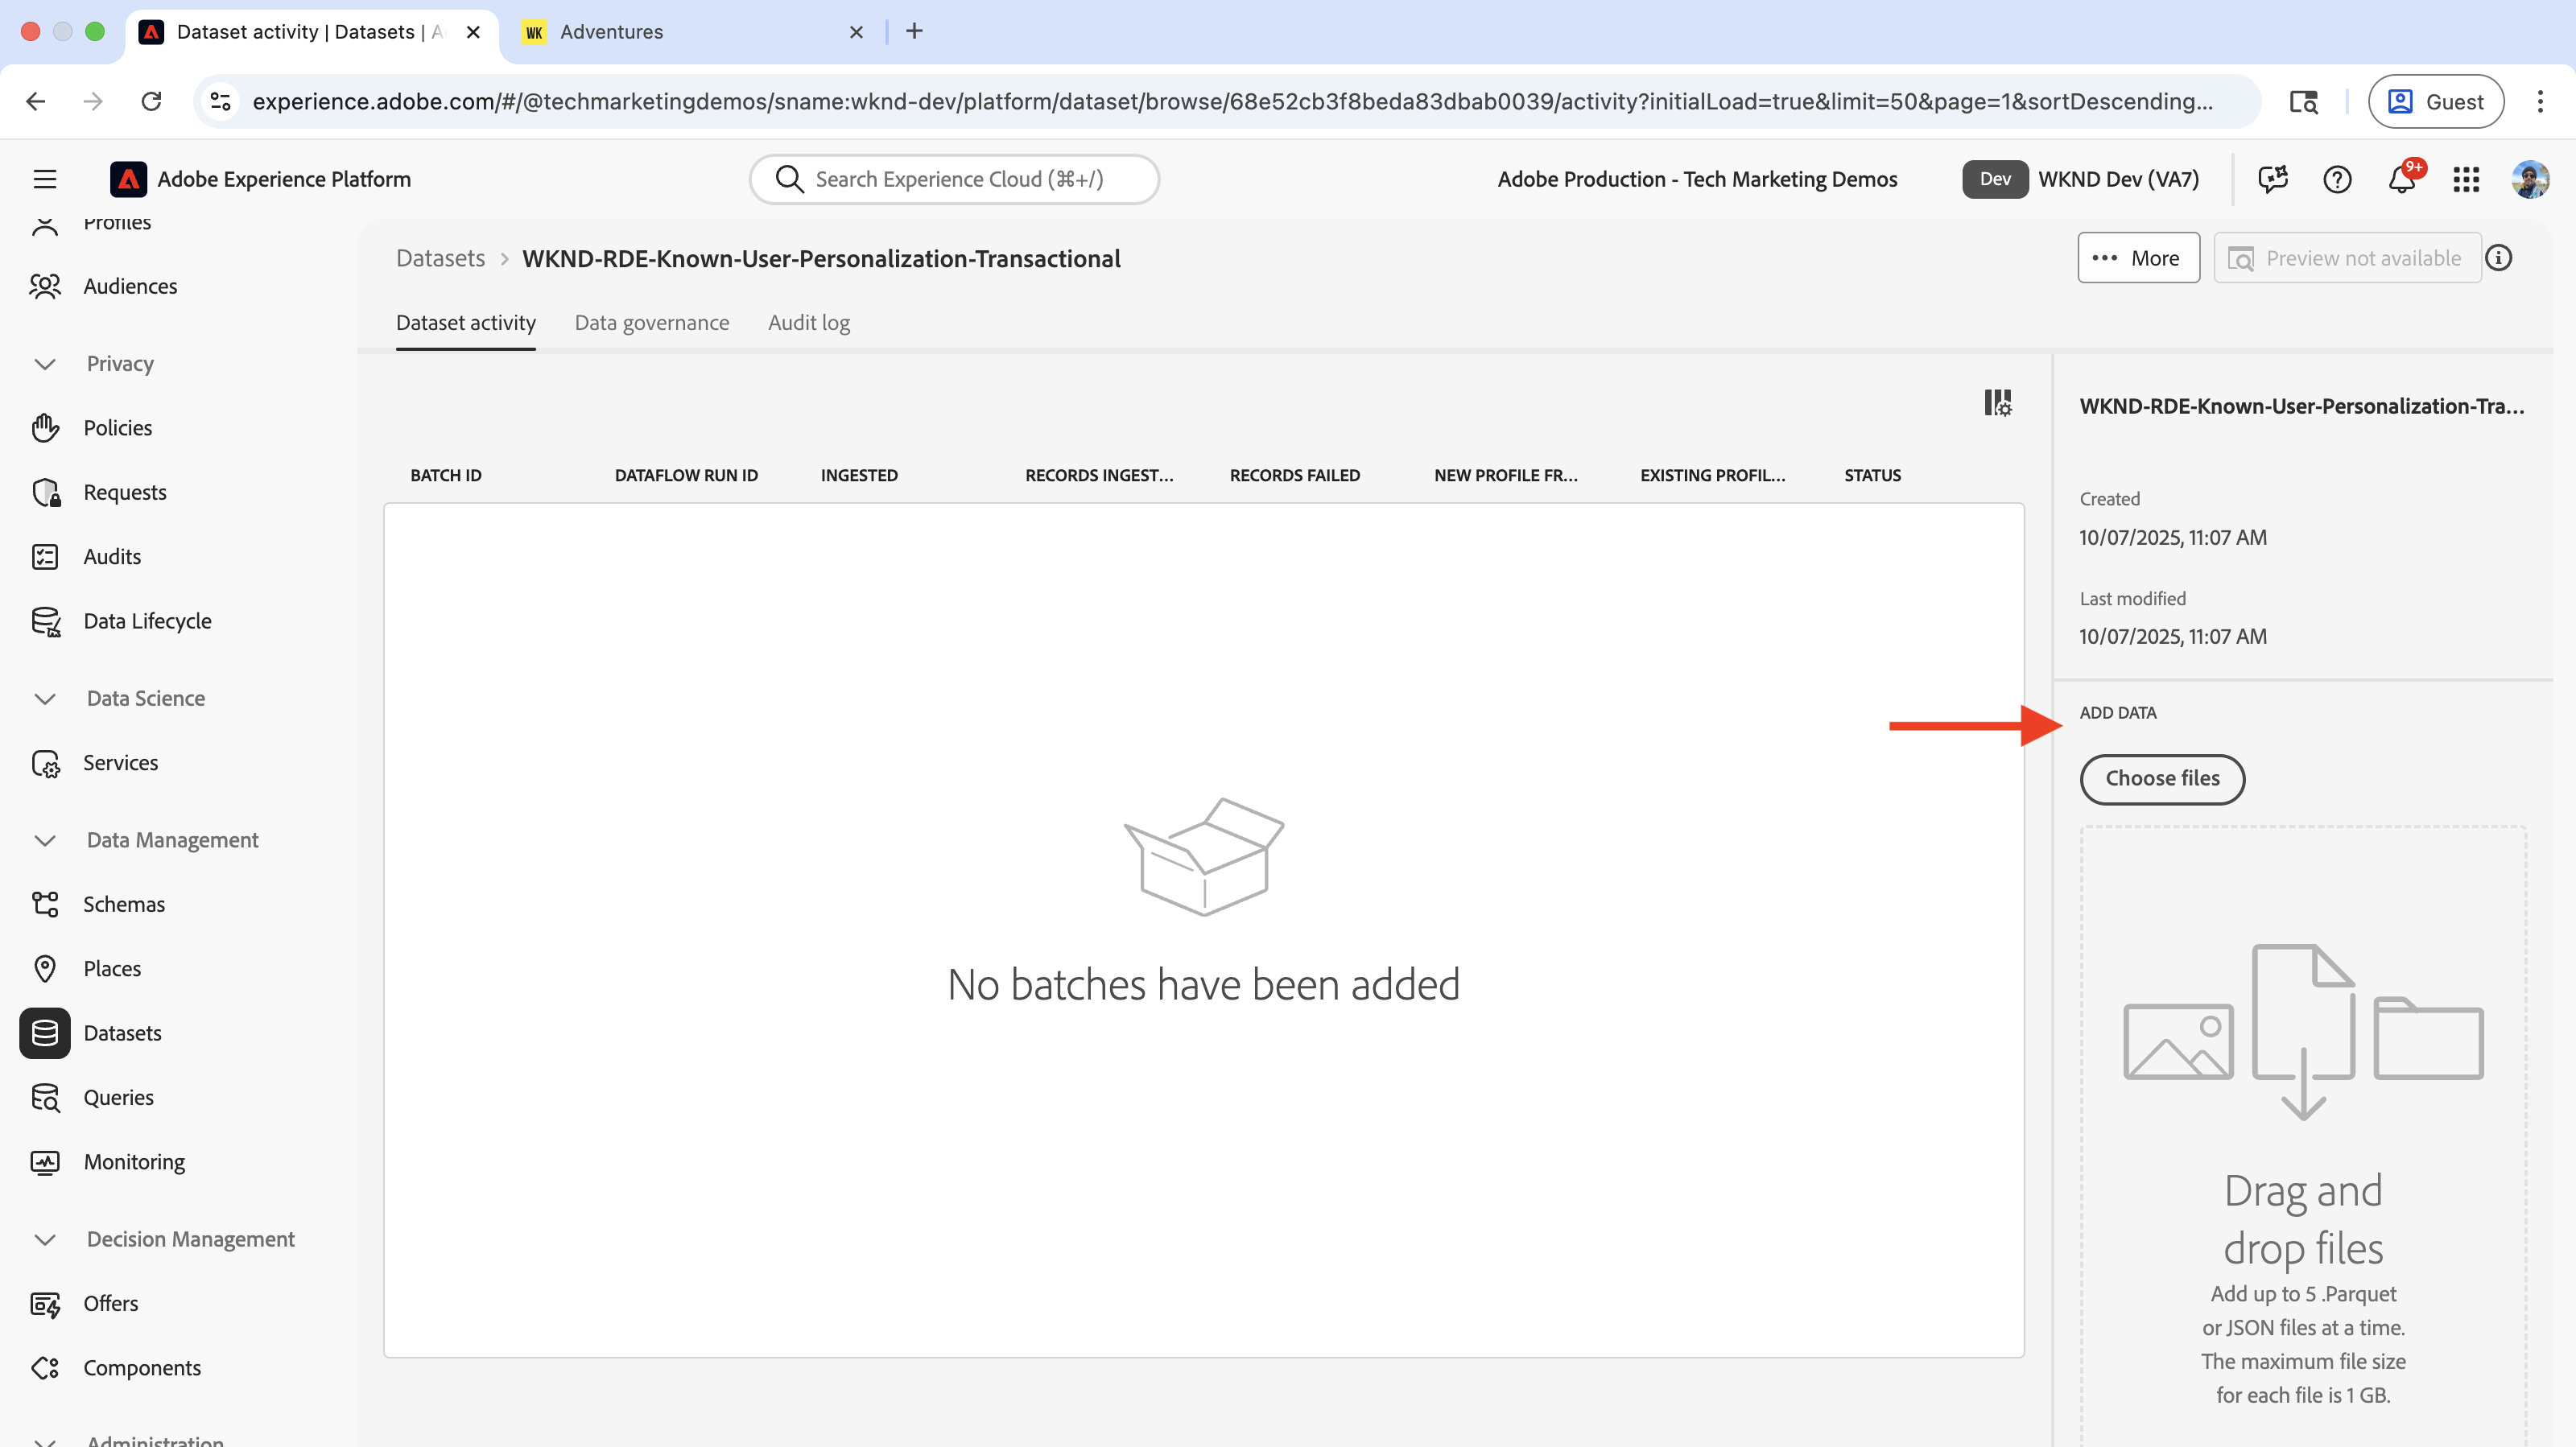 Dataset activity | Datasets | A
WK Adventures
experience.adobe.com/#/@techmarketingdemos/sname:wknd-dev/platform/dataset/browse/68e52cb3f8beda83dbab0039/activity?initialLoad=true&limit=50&page=1&sortDescending...
Guest
Adobe Experience Platform
Search Experience Cloud (⌘+/)
Adobe Production - Tech Marketing Demos
Dev
WKND Dev (VA7)
9+
Profiles
Audiences
Privacy
Policies
Requests
Audits
Data Lifecycle
Data Science
Services
Data Management
Schemas
Places
Datasets
Queries
Monitoring
Decision Management
Offers
Components
Administration
Datasets > WKND-RDE-Known-User-Personalization-Transactional
More
Preview not available
Dataset activity
Data governance
Audit log
BATCH ID
DATAFLOW RUN ID
INGESTED
RECORDS INGEST...
RECORDS FAILED
NEW PROFILE FR...
EXISTING PROFIL...
STATUS
No batches have been added
WKND-RDE-Known-User-Personalization-Tra...
Created
10/07/2025, 11:07 AM
Last modified
10/07/2025, 11:07 AM
ADD DATA
Choose files
Drag and
drop files
Add up to 5 .Parquet
or JSON files at a time.
The maximum file size
for each file is 1 GB.